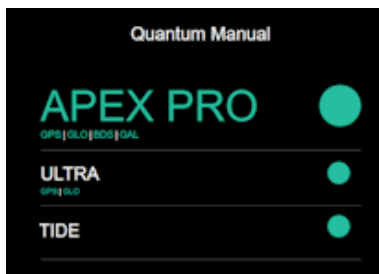 Quantum Manual
APEX PRO
GPS|GLO|BDS|GAL
ULTRA
GPS|GLO
TIDE